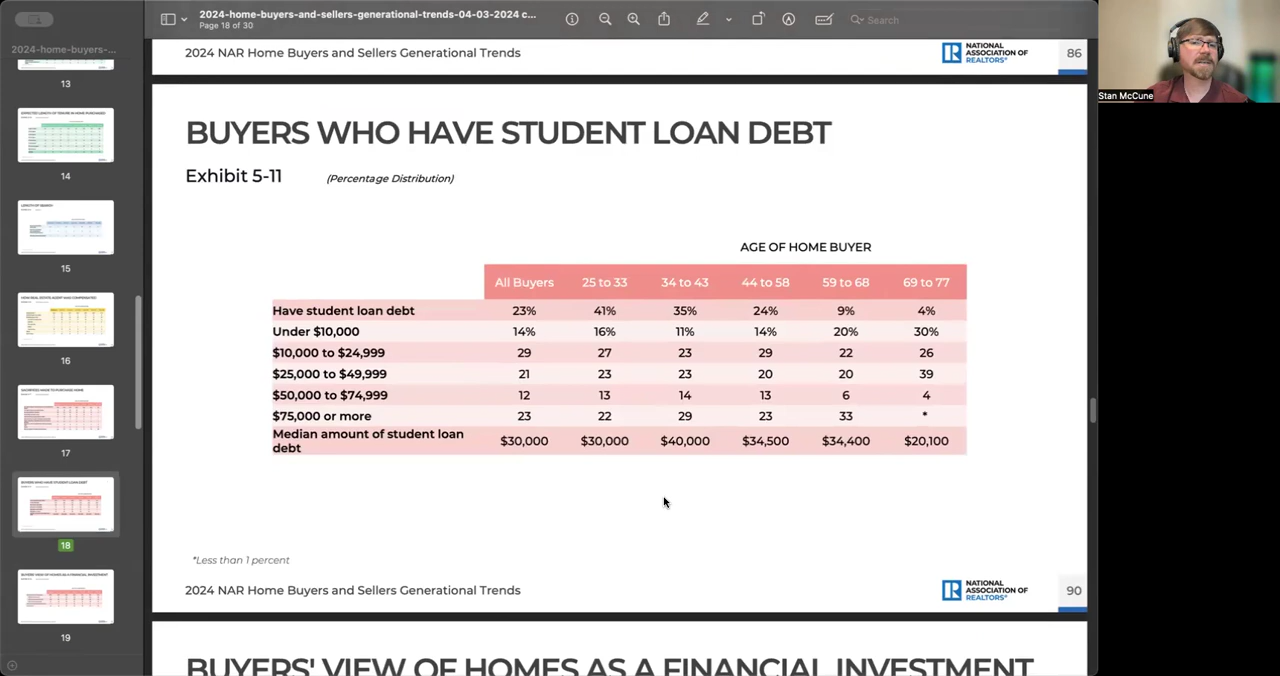 2024-home-buyers-and-sellers-generational-trends-04-03-2024 c...
Page 18 of 30
Search
2024-home-buyers-...
13
14
15
16
17
18
19
2024 NAR Home Buyers and Sellers Generational Trends
NATIONAL
ASSOCIATION OF
REALTORS®
86
BUYERS WHO HAVE STUDENT LOAN DEBT
Exhibit 5-11 (Percentage Distribution)
AGE OF HOME BUYER
All Buyers 25 to 33 34 to 43 44 to 58 59 to 68 69 to 77
Have student loan debt 23% 41% 35% 24% 9% 4%
Under $10,000 14% 16% 11% 14% 20% 30%
$10,000 to $24,999 29 27 23 29 22 26
$25,000 to $49,999 21 23 23 20 20 39
$50,000 to $74,999 12 13 14 13 6 4
$75,000 or more 23 22 29 23 33 *
Median amount of student loan
debt $30,000 $30,000 $40,000 $34,500 $34,400 $20,100
*Less than 1 percent
2024 NAR Home Buyers and Sellers Generational Trends
NATIONAL
ASSOCIATION OF
REALTORS®
90
BUYERS' VIEW OF HOMES AS A FINANCIAL INVESTMENT
Stan McCune